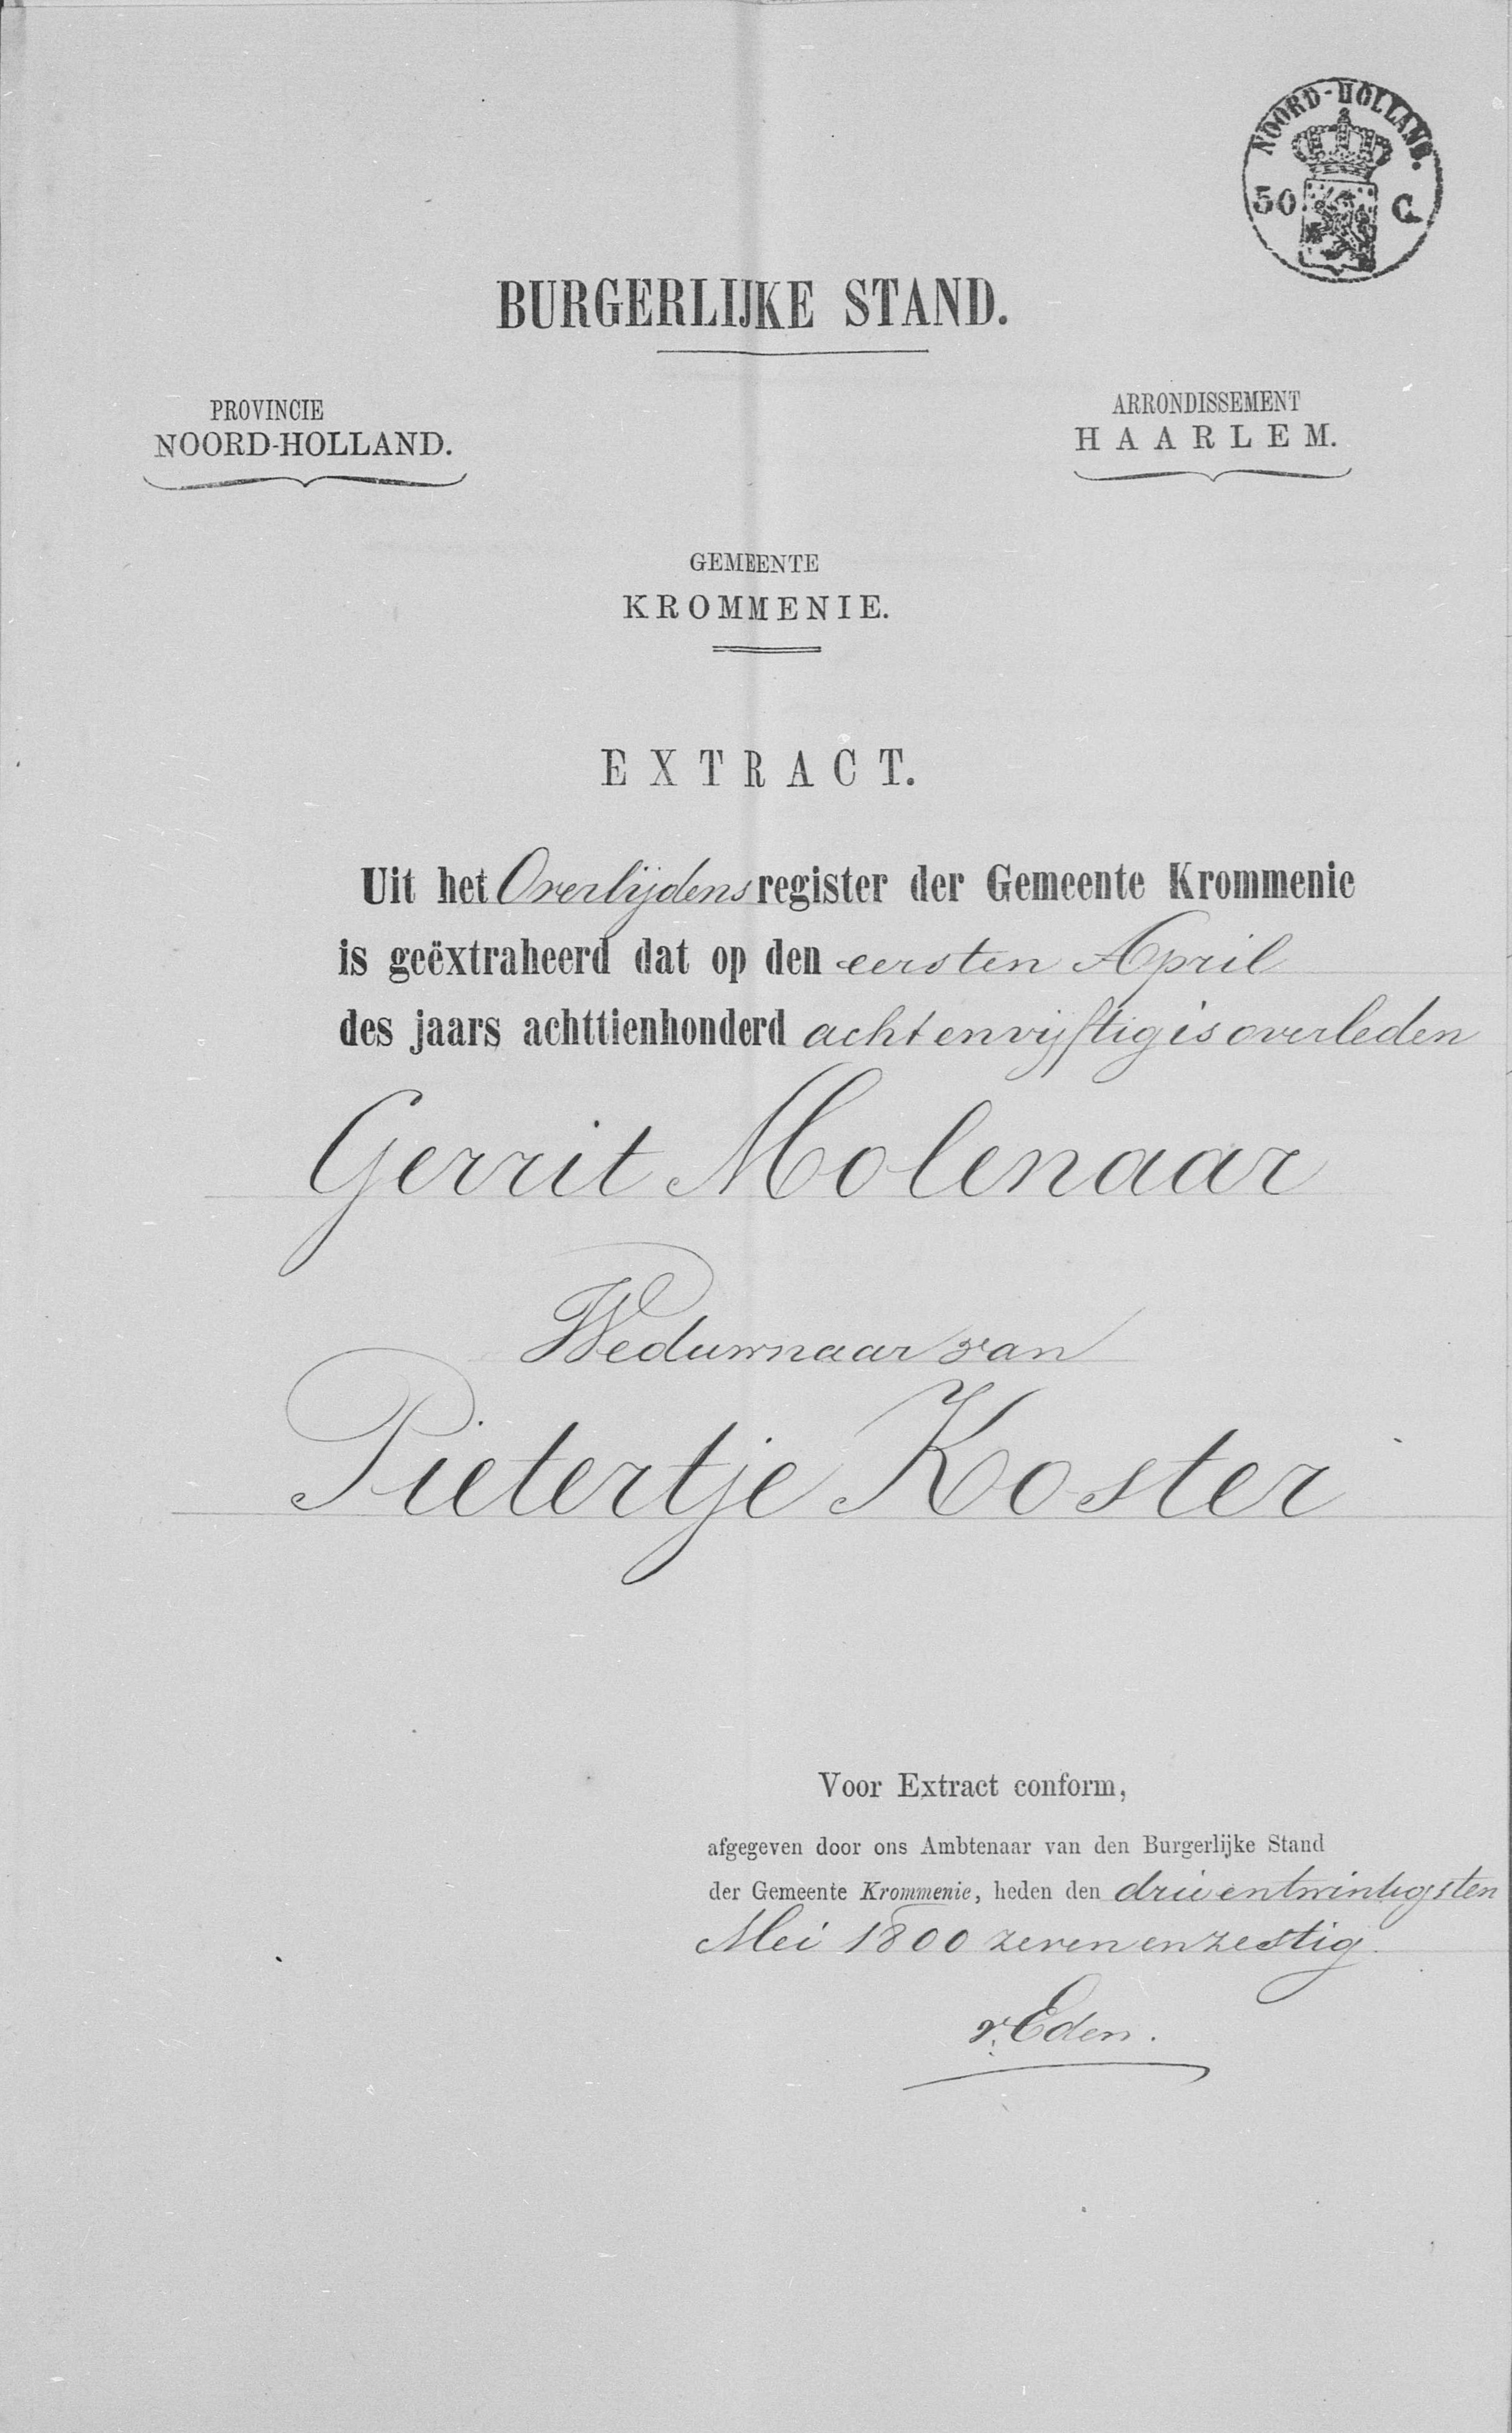 NOORD-HOLLAND.
50 C.
BURGERLIJKE STAND.
PROVINCIE
NOORD-HOLLAND.
ARRONDISSEMENT
HAARLEM.
GEMEENTE
KROMMENIE.
EXTRACT.
Uit het Overlijdens register der Gemeente Krommenie
is geëxtraheerd dat op den eersten April
des jaars achttienhonderd achtenvijftig is overleden
Gerrit Molenaar
Weduwnaar van
Pietertje Koster
Voor Extract conform,
afgegeven door ons Ambtenaar van den Burgerlijke Stand
der Gemeente Krommenie, heden den drieentwintigsten
Mei 1800 zevenenzestig.
v. Eden.